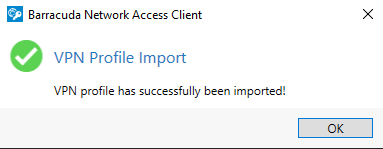 Barracuda Network Access Client
VPN Profile Import
VPN profile has successfully been imported!
OK